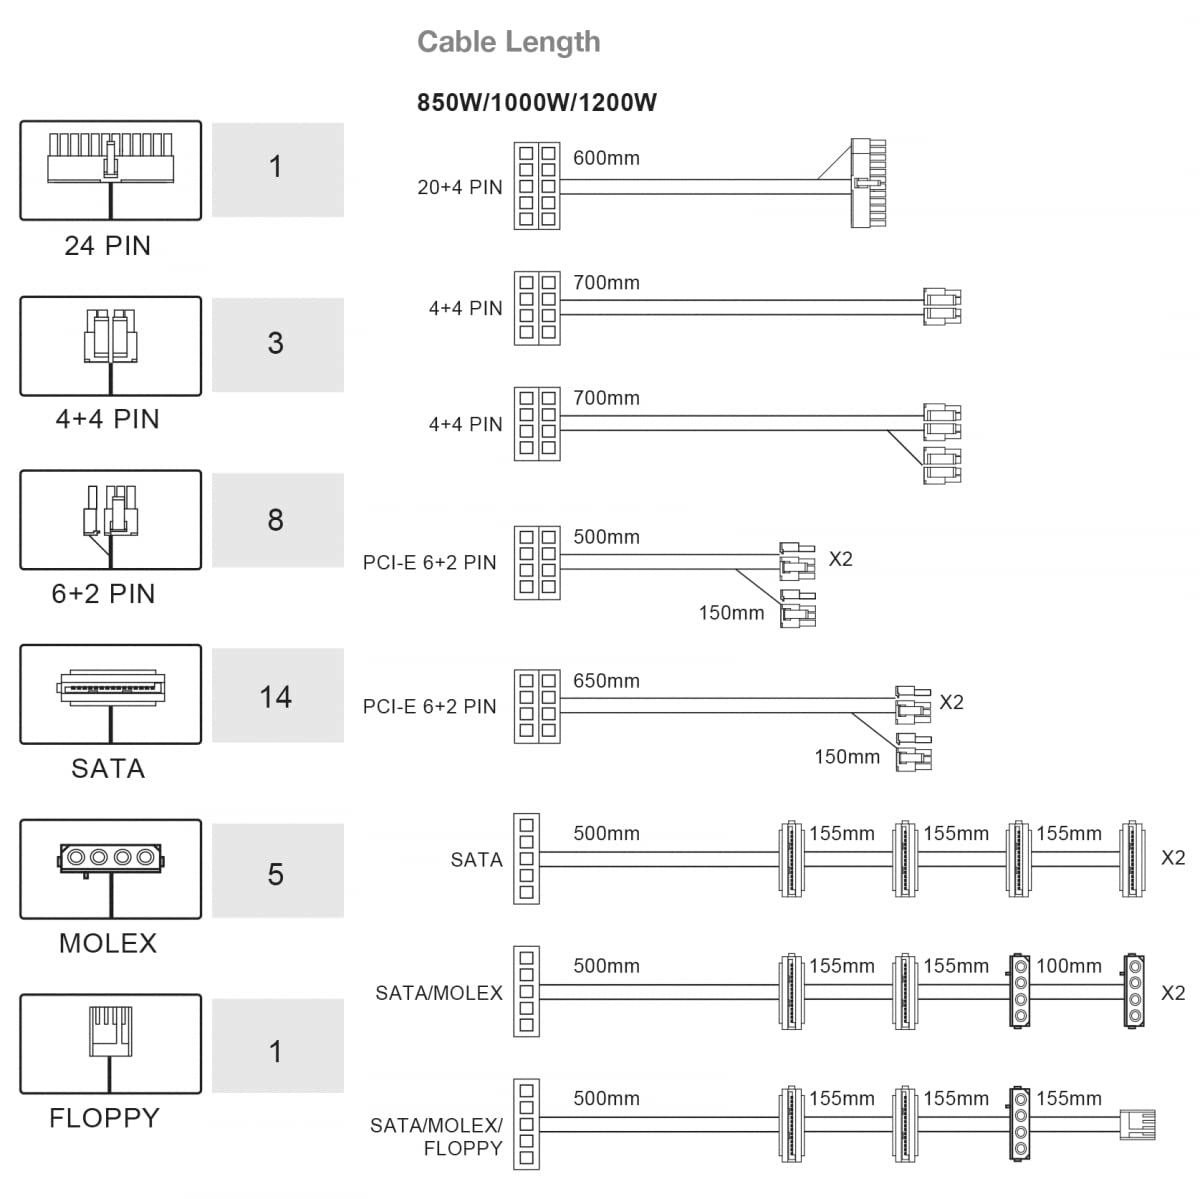 Cable Length
850W/1000W/1200W
1
24 PIN
3
4+4 PIN
8
6+2 PIN
14
SATA
5
MOLEX
1
FLOPPY
20+4 PIN
600mm
4+4 PIN
700mm
4+4 PIN
700mm
PCI-E 6+2 PIN
500mm
X2
150mm
PCI-E 6+2 PIN
650mm
X2
150mm
SATA
500mm 155mm 155mm 155mm
X2
SATA/MOLEX
500mm 155mm 155mm 100mm
X2
SATA/MOLEX/
FLOPPY
500mm 155mm 155mm 155mm